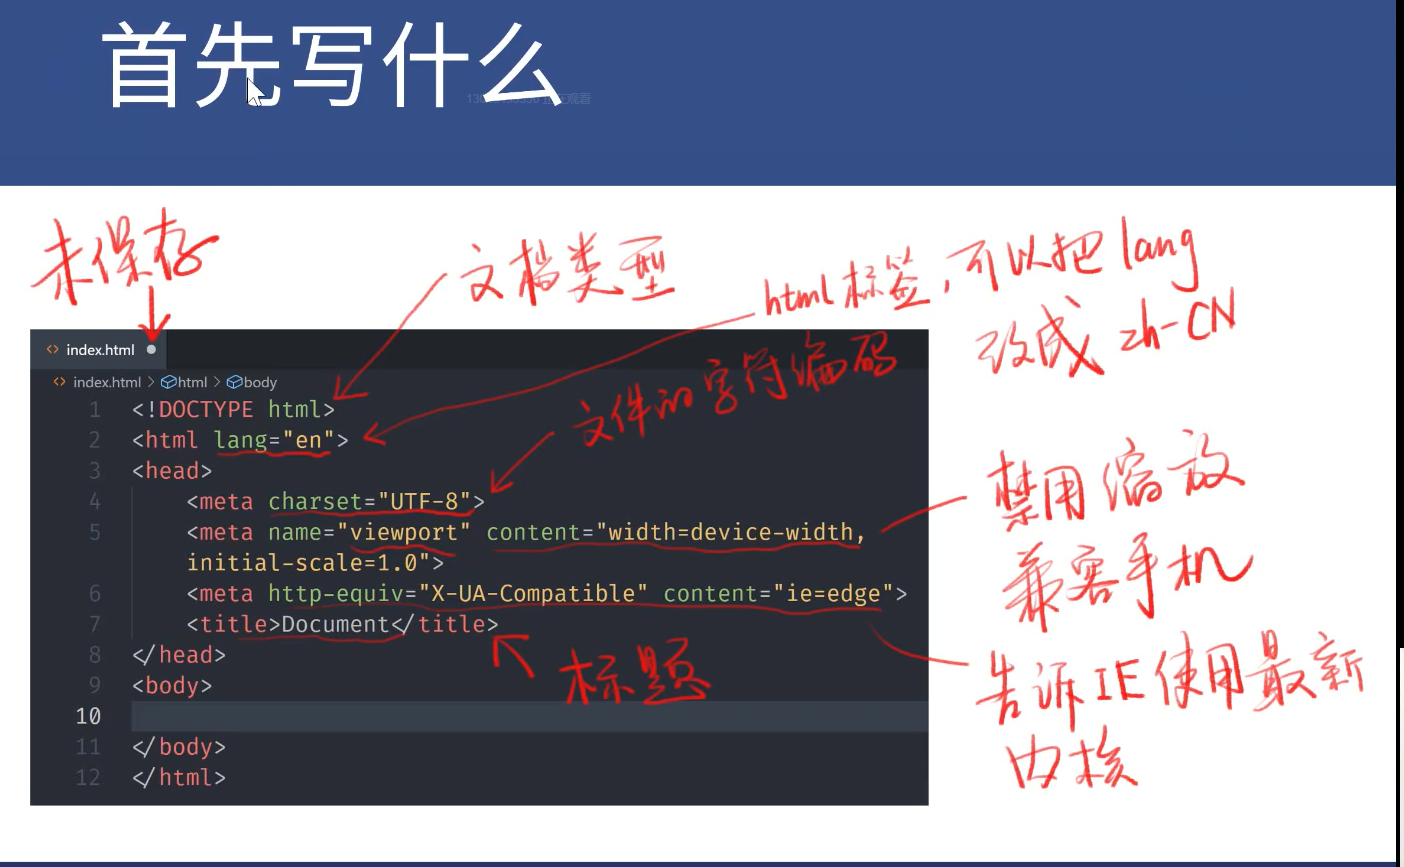 首先写什么
正在观看
未保存
文档类型
html标签,可以把lang
改成 zh-CN
index.html
index.html > html > body
文件的字符编码
1 <!DOCTYPE html>
2 <html lang="en">
3 <head>
4 <meta charset="UTF-8">
5 <meta name="viewport" content="width=device-width,
initial-scale=1.0">
6 <meta http-equiv="X-UA-Compatible" content="ie=edge">
7 <title>Document</title>
8 </head>
9 <body>
10
11 </body>
12 </html>
禁用缩放
兼容手机
标题
告诉IE使用最新
内核